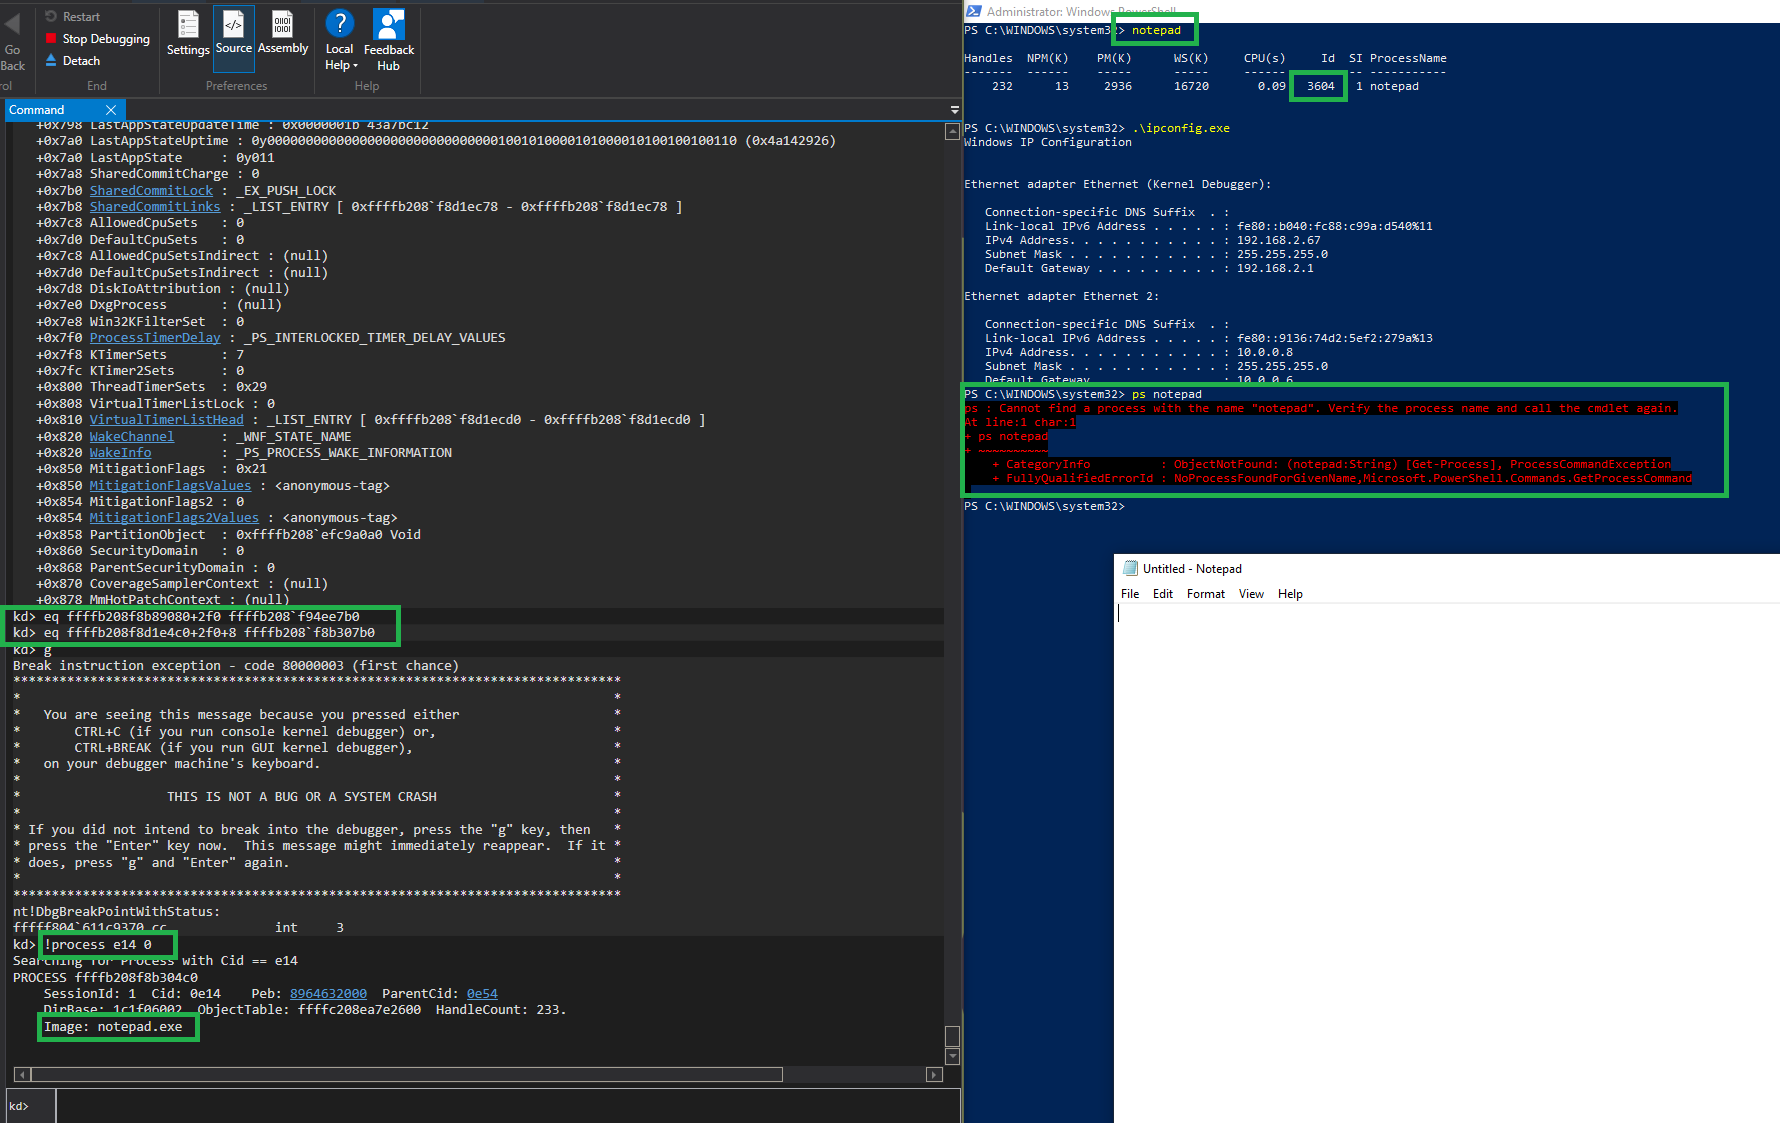 Go
Back
rol
Restart
Stop Debugging
Detach
End
Settings
Source
Assembly
Preferences
Local
Help
Feedback
Hub
Help
Command
+0x798 LastAppStateUpdateTime : 0x0000001b`43a7bc12
+0x7a0 LastAppStateUptime : 0y0000000000000000000000000000001001010000101000010100100100110 (0x4a142926)
+0x7a0 LastAppState     : 0y011
+0x7a8 SharedCommitCharge : 0
+0x7b0 SharedCommitLock : _EX_PUSH_LOCK
+0x7b8 SharedCommitLinks : _LIST_ENTRY [ 0xffffb208`f8d1ec78 - 0xffffb208`f8d1ec78 ]
+0x7c8 AllowedCpuSets   : 0
+0x7d0 DefaultCpuSets   : 0
+0x7c8 AllowedCpuSetsIndirect : (null)
+0x7d0 DefaultCpuSetsIndirect : (null)
+0x7d8 DiskIoAttribution : (null)
+0x7e0 DxgProcess       : (null)
+0x7e8 Win32KFilterSet  : 0
+0x7f0 ProcessTimerDelay : _PS_INTERLOCKED_TIMER_DELAY_VALUES
+0x7f8 KTimerSets       : 7
+0x7fc KTimer2Sets      : 0
+0x800 ThreadTimerSets  : 0x29
+0x808 VirtualTimerListLock : 0
+0x810 VirtualTimerListHead : _LIST_ENTRY [ 0xffffb208`f8d1ecd0 - 0xffffb208`f8d1ecd0 ]
+0x820 WakeChannel      : _WNF_STATE_NAME
+0x820 WakeInfo         : _PS_PROCESS_WAKE_INFORMATION
+0x850 MitigationFlags  : 0x21
+0x850 MitigationFlagsValues : <anonymous-tag>
+0x854 MitigationFlags2 : 0
+0x854 MitigationFlags2Values : <anonymous-tag>
+0x858 PartitionObject  : 0xffffb208`efc9a0a0 Void
+0x860 SecurityDomain   : 0
+0x868 ParentSecurityDomain : 0
+0x870 CoverageSamplerContext : (null)
+0x878 MmHotPatchContext : (null)
kd> eq ffffb208f8b89080+2f0 ffffb208`f94ee7b0
kd> eq ffffb208f8d1e4c0+2f0+8 ffffb208`f8b307b0
kd> g
Break instruction exception - code 80000003 (first chance)
*******************************************************************************
*                                                                             *
*   You are seeing this message because you pressed either                    *
*       CTRL+C (if you run console kernel debugger) or,                       *
*       CTRL+BREAK (if you run GUI kernel debugger),                          *
*   on your debugger machine's keyboard.                                      *
*                                                                             *
*                   THIS IS NOT A BUG OR A SYSTEM CRASH                       *
*                                                                             *
* If you did not intend to break into the debugger, press the "g" key, then   *
* press the "Enter" key now.  This message might immediately reappear.  If it *
* does, press "g" and "Enter" again.                                          *
*                                                                             *
*******************************************************************************
nt!DbgBreakPointWithStatus:
fffff804`611c9370 cc              int     3
kd> !process e14 0
Searching for Process with Cid == e14
PROCESS ffffb208f8b304c0
SessionId: 1  Cid: 0e14    Peb: 8964632000  ParentCid: 0e54
DirBase: 1c1f06002  ObjectTable: ffffc208ea7e2600  HandleCount: 233.
Image: notepad.exe
kd>
Administrator: Windows PowerShell
PS C:\WINDOWS\system32> notepad
Handles  NPM(K)    PM(K)      WS(K)     CPU(s)     Id  SI ProcessName
-------  ------    -----      -----     ------     --  -- -----------
232      13     2936      16720       0.09   3604   1 notepad
PS C:\WINDOWS\system32> .\ipconfig.exe
Windows IP Configuration
Ethernet adapter Ethernet (Kernel Debugger):
Connection-specific DNS Suffix  . :
Link-local IPv6 Address . . . . . : fe80::b040:fc88:c99a:d540%11
IPv4 Address. . . . . . . . . . . : 192.168.2.67
Subnet Mask . . . . . . . . . . . : 255.255.255.0
Default Gateway . . . . . . . . . : 192.168.2.1
Ethernet adapter Ethernet 2:
Connection-specific DNS Suffix  . :
Link-local IPv6 Address . . . . . : fe80::9136:74d2:5ef2:279a%13
IPv4 Address. . . . . . . . . . . : 10.0.0.8
Subnet Mask . . . . . . . . . . . : 255.255.255.0
Default Gateway . . . . . . . . . : 10.0.0.6
PS C:\WINDOWS\system32> ps notepad
ps : Cannot find a process with the name "notepad". Verify the process name and call the cmdlet again.
At line:1 char:1
+ ps notepad
+ ~~~~~~~~~~
+ CategoryInfo          : ObjectNotFound: (notepad:String) [Get-Process], ProcessCommandException
+ FullyQualifiedErrorId : NoProcessFoundForGivenName,Microsoft.PowerShell.Commands.GetProcessCommand
PS C:\WINDOWS\system32>
Untitled - Notepad
File Edit Format View Help